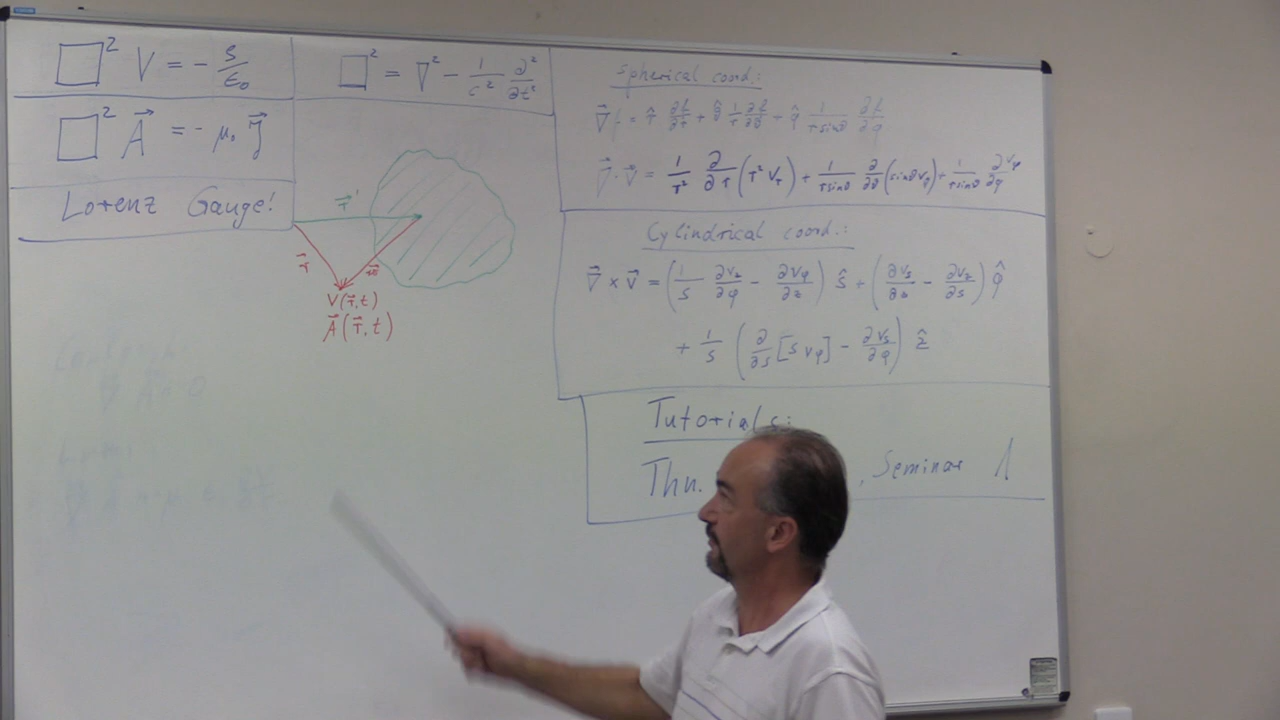 □² V = - ρ/ε₀
□² A⃗ = - μ₀ J⃗
Lorenz Gauge!
□² = ∇² - 1/c² ∂²/∂t²
r⃗'
r⃗
V(r⃗,t)
A⃗(r⃗,t)
Spherical coord.:
∇⃗f = r̂ ∂f/∂r + θ̂ 1/r ∂f/∂θ + φ̂ 1/(r sinθ) ∂f/∂φ
∇⃗·v⃗ = 1/r² ∂/∂r (r² v_r) + 1/(r sinθ) ∂/∂θ (sinθ v_θ) + 1/(r sinθ) ∂v_φ/∂φ
Cylindrical coord.:
∇⃗ × v⃗ = (1/s ∂v_z/∂φ - ∂v_φ/∂z) ŝ + (∂v_s/∂z - ∂v_z/∂s) φ̂
+ 1/s (∂/∂s [s v_φ] - ∂v_s/∂φ) ẑ
Tutorials:
Thu. , Seminar 1